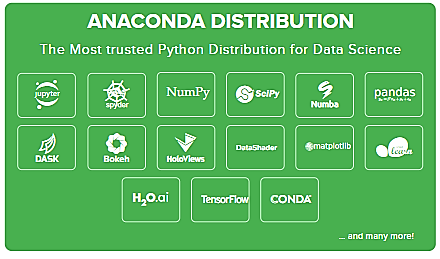 ANACONDA DISTRIBUTION
The Most trusted Python Distribution for Data Science
jupyter
spyder
NumPy
SciPy
Numba
pandas
DASK
Bokeh
HoloViews
DataShader
matplotlib
learn
H2O.ai
TensorFlow
CONDA
... and many more!